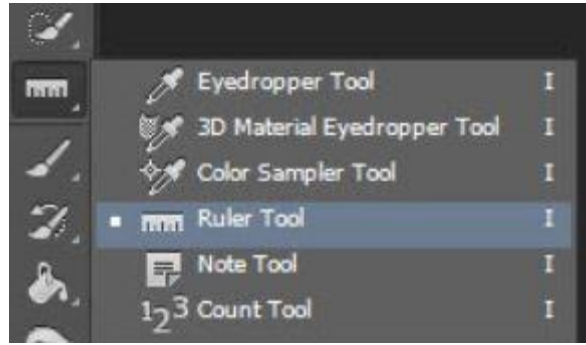 Eyedropper Tool I
3D Material Eyedropper Tool I
Color Sampler Tool I
Ruler Tool I
Note Tool I
123 Count Tool I